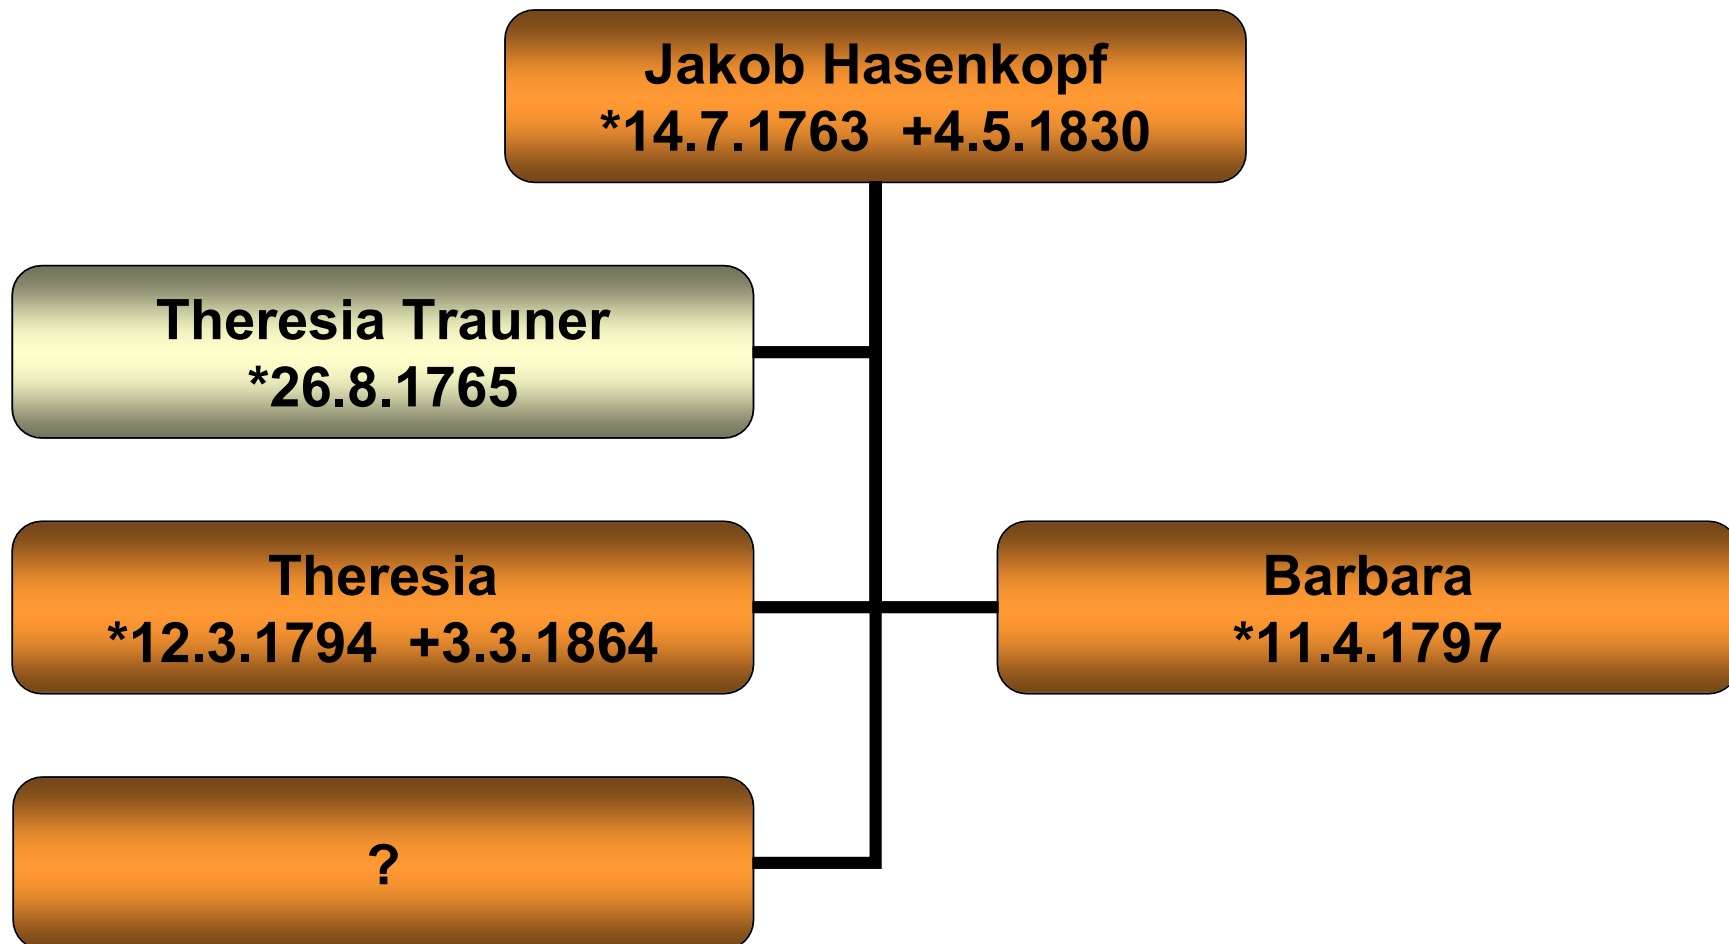 Jakob Hasenkopf
*14.7.1763 +4.5.1830
Theresia Trauner
*26.8.1765
Theresia
*12.3.1794 +3.3.1864
Barbara
*11.4.1797
?